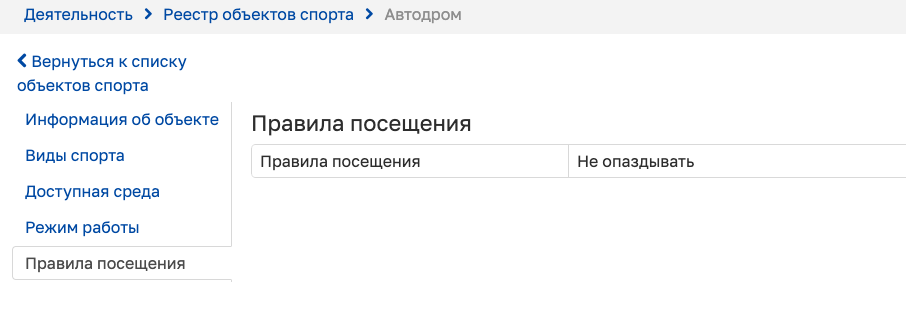 Деятельность > Реестр объектов спорта > Автодром
Вернуться к списку
объектов спорта
Информация об объекте
Виды спорта
Доступная среда
Режим работы
Правила посещения
Правила посещения
Правила посещения Не опаздывать